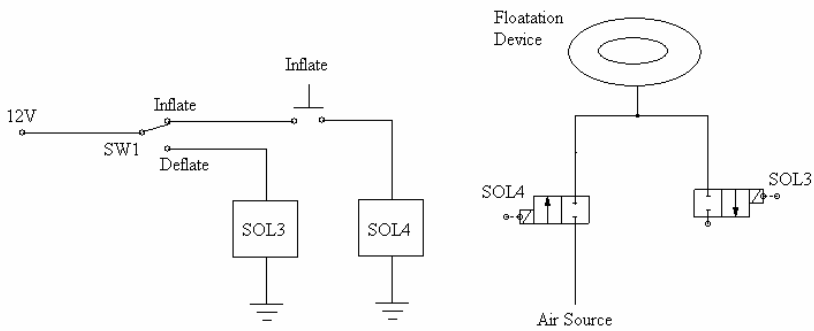 Floatation
Device
Inflate
Inflate
12V
SW1
Deflate
SOL3
SOL4
SOL4
SOL3
Air Source